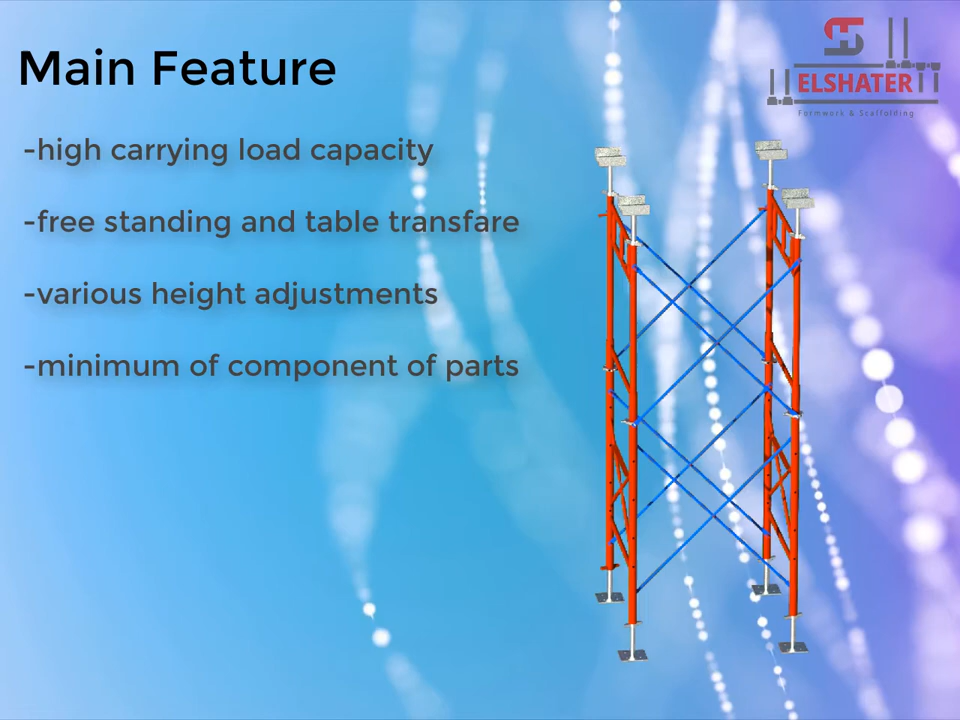 Main Feature
ELSHATER
Formwork & Scaffolding
-high carrying load capacity
-free standing and table transfare
-various height adjustments
-minimum of component of parts